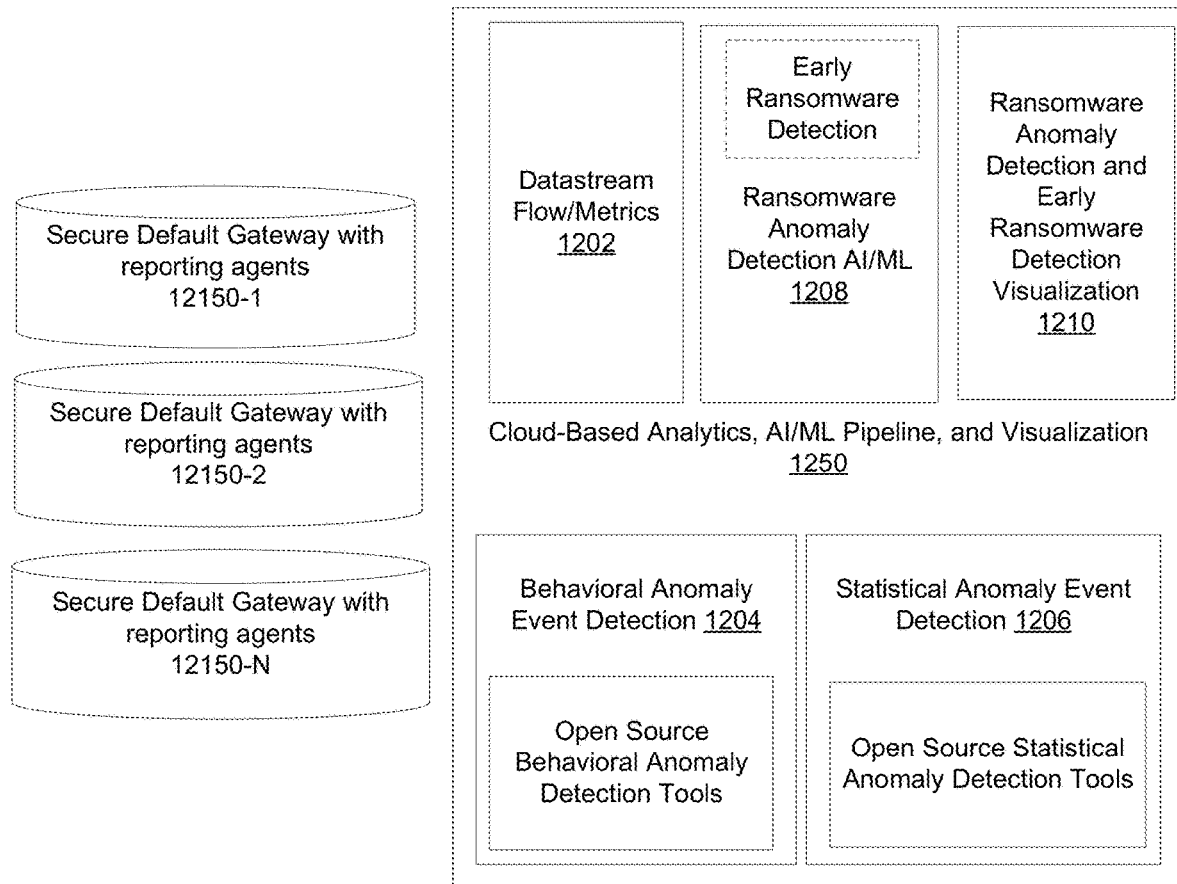 Secure Default Gateway with
reporting agents
12150-1
Secure Default Gateway with
reporting agents
12150-2
Secure Default Gateway with
reporting agents
12150-N
Datastream
Flow/Metrics
1202
Early
Ransomware
Detection
Ransomware
Anomaly
Detection AI/ML
1208
Ransomware
Anomaly
Detection and
Early
Ransomware
Detection
Visualization
1210
Cloud-Based Analytics, AI/ML Pipeline, and Visualization
1250
Behavioral Anomaly
Event Detection 1204
Open Source
Behavioral Anomaly
Detection Tools
Statistical Anomaly Event
Detection 1206
Open Source Statistical
Anomaly Detection Tools